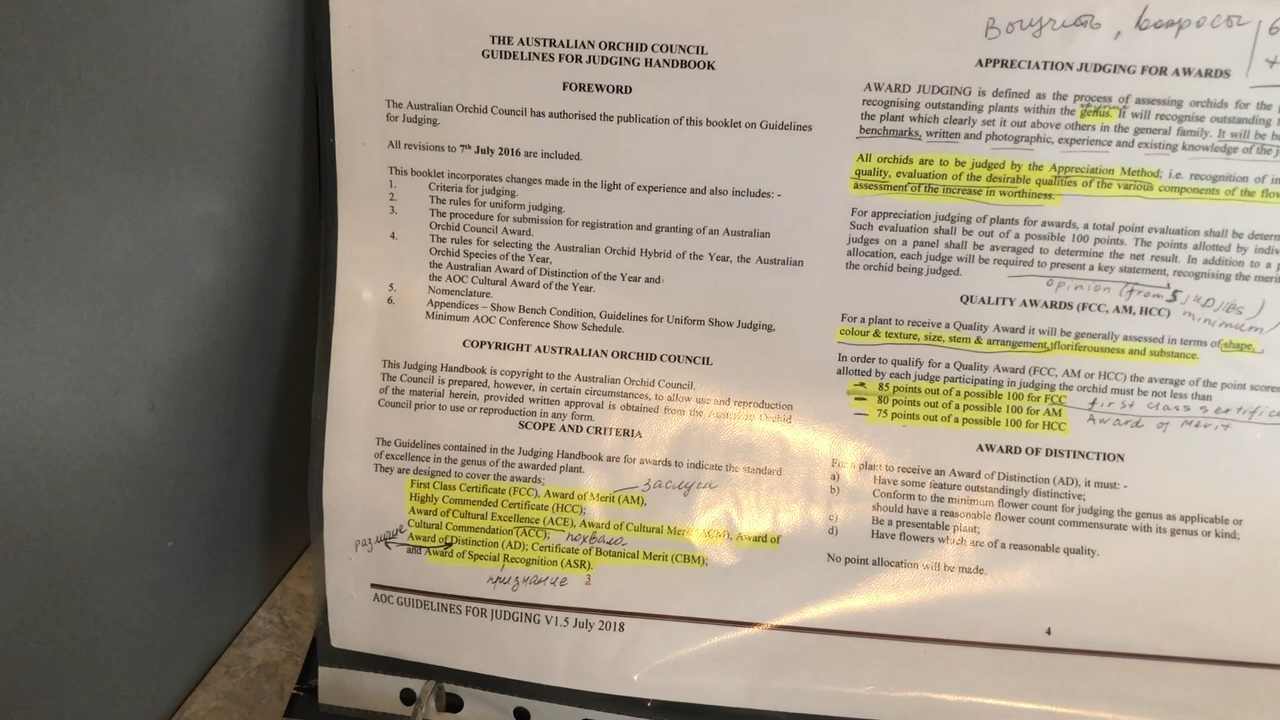 THE AUSTRALIAN ORCHID COUNCIL
GUIDELINES FOR JUDGING HANDBOOK
FOREWORD
The Australian Orchid Council has authorised the publication of this booklet on Guidelines
for Judging.
All revisions to 7th July 2016 are included.
This booklet incorporates changes made in the light of experience and also includes: -
1. Criteria for judging.
2. The rules for uniform judging.
3. The procedure for submission for registration and granting of an Australian
Orchid Council Award.
4. The rules for selecting the Australian Orchid Hybrid of the Year, the Australian
Orchid Species of the Year,
the Australian Award of Distinction of the Year and
the AOC Cultural Award of the Year.
5. Nomenclature.
6. Appendices – Show Bench Condition, Guidelines for Uniform Show Judging,
Minimum AOC Conference Show Schedule.
COPYRIGHT AUSTRALIAN ORCHID COUNCIL
This Judging Handbook is copyright to the Australian Orchid Council.
The Council is prepared, however, in certain circumstances, to allow use and reproduction
of the material herein, provided written approval is obtained from the Australian Orchid
Council prior to use or reproduction in any form.
SCOPE AND CRITERIA
The Guidelines contained in the Judging Handbook are for awards to indicate the standard
of excellence in the genus of the awarded plant.
They are designed to cover the awards;
заслуга
First Class Certificate (FCC), Award of Merit (AM),
Highly Commended Certificate (HCC);
Award of Cultural Excellence (ACE), Award of Cultural Merit Award of
Cultural Commendation (ACC); похвала
Award of Distinction (AD); Certificate of Botanical Merit (CBM);
and Award of Special Recognition (ASR).
признание 3
AOC GUIDELINES FOR JUDGING V1.5 July 2018
вопросы
APPRECIATION JUDGING FOR AWARDS
AWARD JUDGING is defined as the process of assessing orchids for the
recognising outstanding plants within the genus. It will recognise outstanding
the plant which clearly set it out above others in the general family. It will be
benchmarks, written and photographic, experience and existing knowledge of the
All orchids are to be judged by the Appreciation Method; i.e. recognition of
quality, evaluation of the desirable qualities of the various components of the
assessment of the increase in worthiness.
For appreciation judging of plants for awards, a total point evaluation shall be
Such evaluation shall be out of a possible 100 points. The points allotted by
judges on a panel shall be averaged to determine the net result. In addition to a
allocation, each judge will be required to present a key statement, recognising the
the orchid being judged.
opinion (from 5
minimum
QUALITY AWARDS (FCC, AM, HCC)
For a plant to receive a Quality Award it will be generally assessed in terms of shape,
colour & texture, size, stem & arrangement, floriferousness and substance.
In order to qualify for a Quality Award (FCC, AM or HCC) the average of the point scores
allotted by each judge participating in judging the orchid must be not less than
85 points out of a possible 100 for FCC first class
80 points out of a possible 100 for AM Award of Merit
75 points out of a possible 100 for HCC
AWARD OF DISTINCTION
For a plant to receive an Award of Distinction (AD), it must: -
a) Have some feature outstandingly distinctive;
b) Conform to the minimum flower count for judging the genus as applicable or
should have a reasonable flower count commensurate with its genus or kind;
c) Be a presentable plant;
d) Have flowers which are of a reasonable quality.
No point allocation will be made.
4